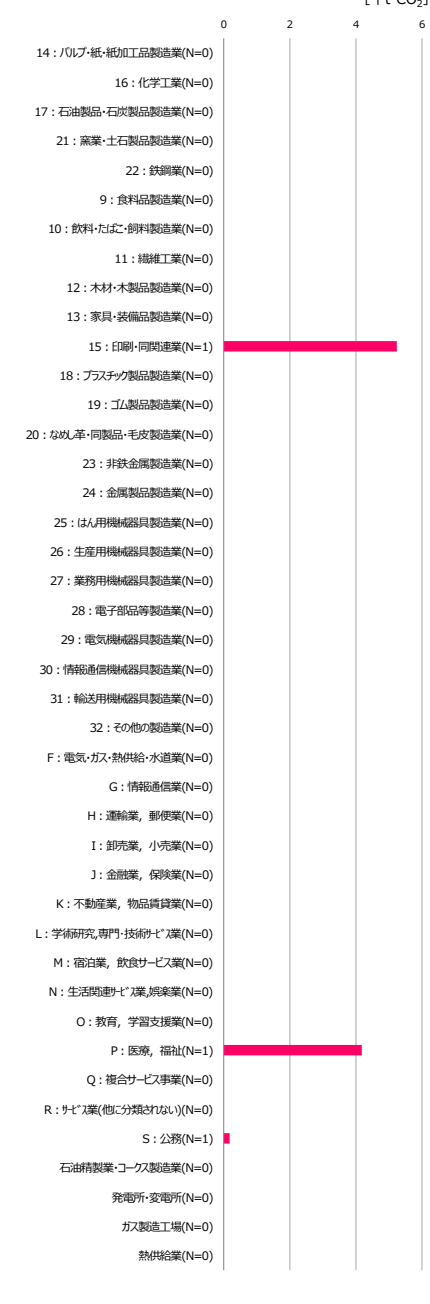 [千t-CO2]
0 2 4 6
14：パルプ・紙・紙加工品製造業(N=0)
16：化学工業(N=0)
17：石油製品・石炭製品製造業(N=0)
21：窯業・土石製品製造業(N=0)
22：鉄鋼業(N=0)
9：食料品製造業(N=0)
10：飲料・たばこ・飼料製造業(N=0)
11：繊維工業(N=0)
12：木材・木製品製造業(N=0)
13：家具・装備品製造業(N=0)
15：印刷・同関連業(N=1)
18：プラスチック製品製造業(N=0)
19：ゴム製品製造業(N=0)
20：なめし革・同製品・毛皮製造業(N=0)
23：非鉄金属製造業(N=0)
24：金属製品製造業(N=0)
25：はん用機械器具製造業(N=0)
26：生産用機械器具製造業(N=0)
27：業務用機械器具製造業(N=0)
28：電子部品等製造業(N=0)
29：電気機械器具製造業(N=0)
30：情報通信機械器具製造業(N=0)
31：輸送用機械器具製造業(N=0)
32：その他の製造業(N=0)
F：電気・ガス・熱供給・水道業(N=0)
G：情報通信業(N=0)
H：運輸業，郵便業(N=0)
I：卸売業，小売業(N=0)
J：金融業，保険業(N=0)
K：不動産業，物品賃貸業(N=0)
L：学術研究,専門・技術ｻｰﾋﾞｽ業(N=0)
M：宿泊業，飲食サービス業(N=0)
N：生活関連ｻｰﾋﾞｽ業,娯楽業(N=0)
O：教育，学習支援業(N=0)
P：医療，福祉(N=1)
Q：複合サービス事業(N=0)
R：ｻｰﾋﾞｽ業(他に分類されない)(N=0)
S：公務(N=1)
石油精製業・コークス製造業(N=0)
発電所・変電所(N=0)
ガス製造工場(N=0)
熱供給業(N=0)